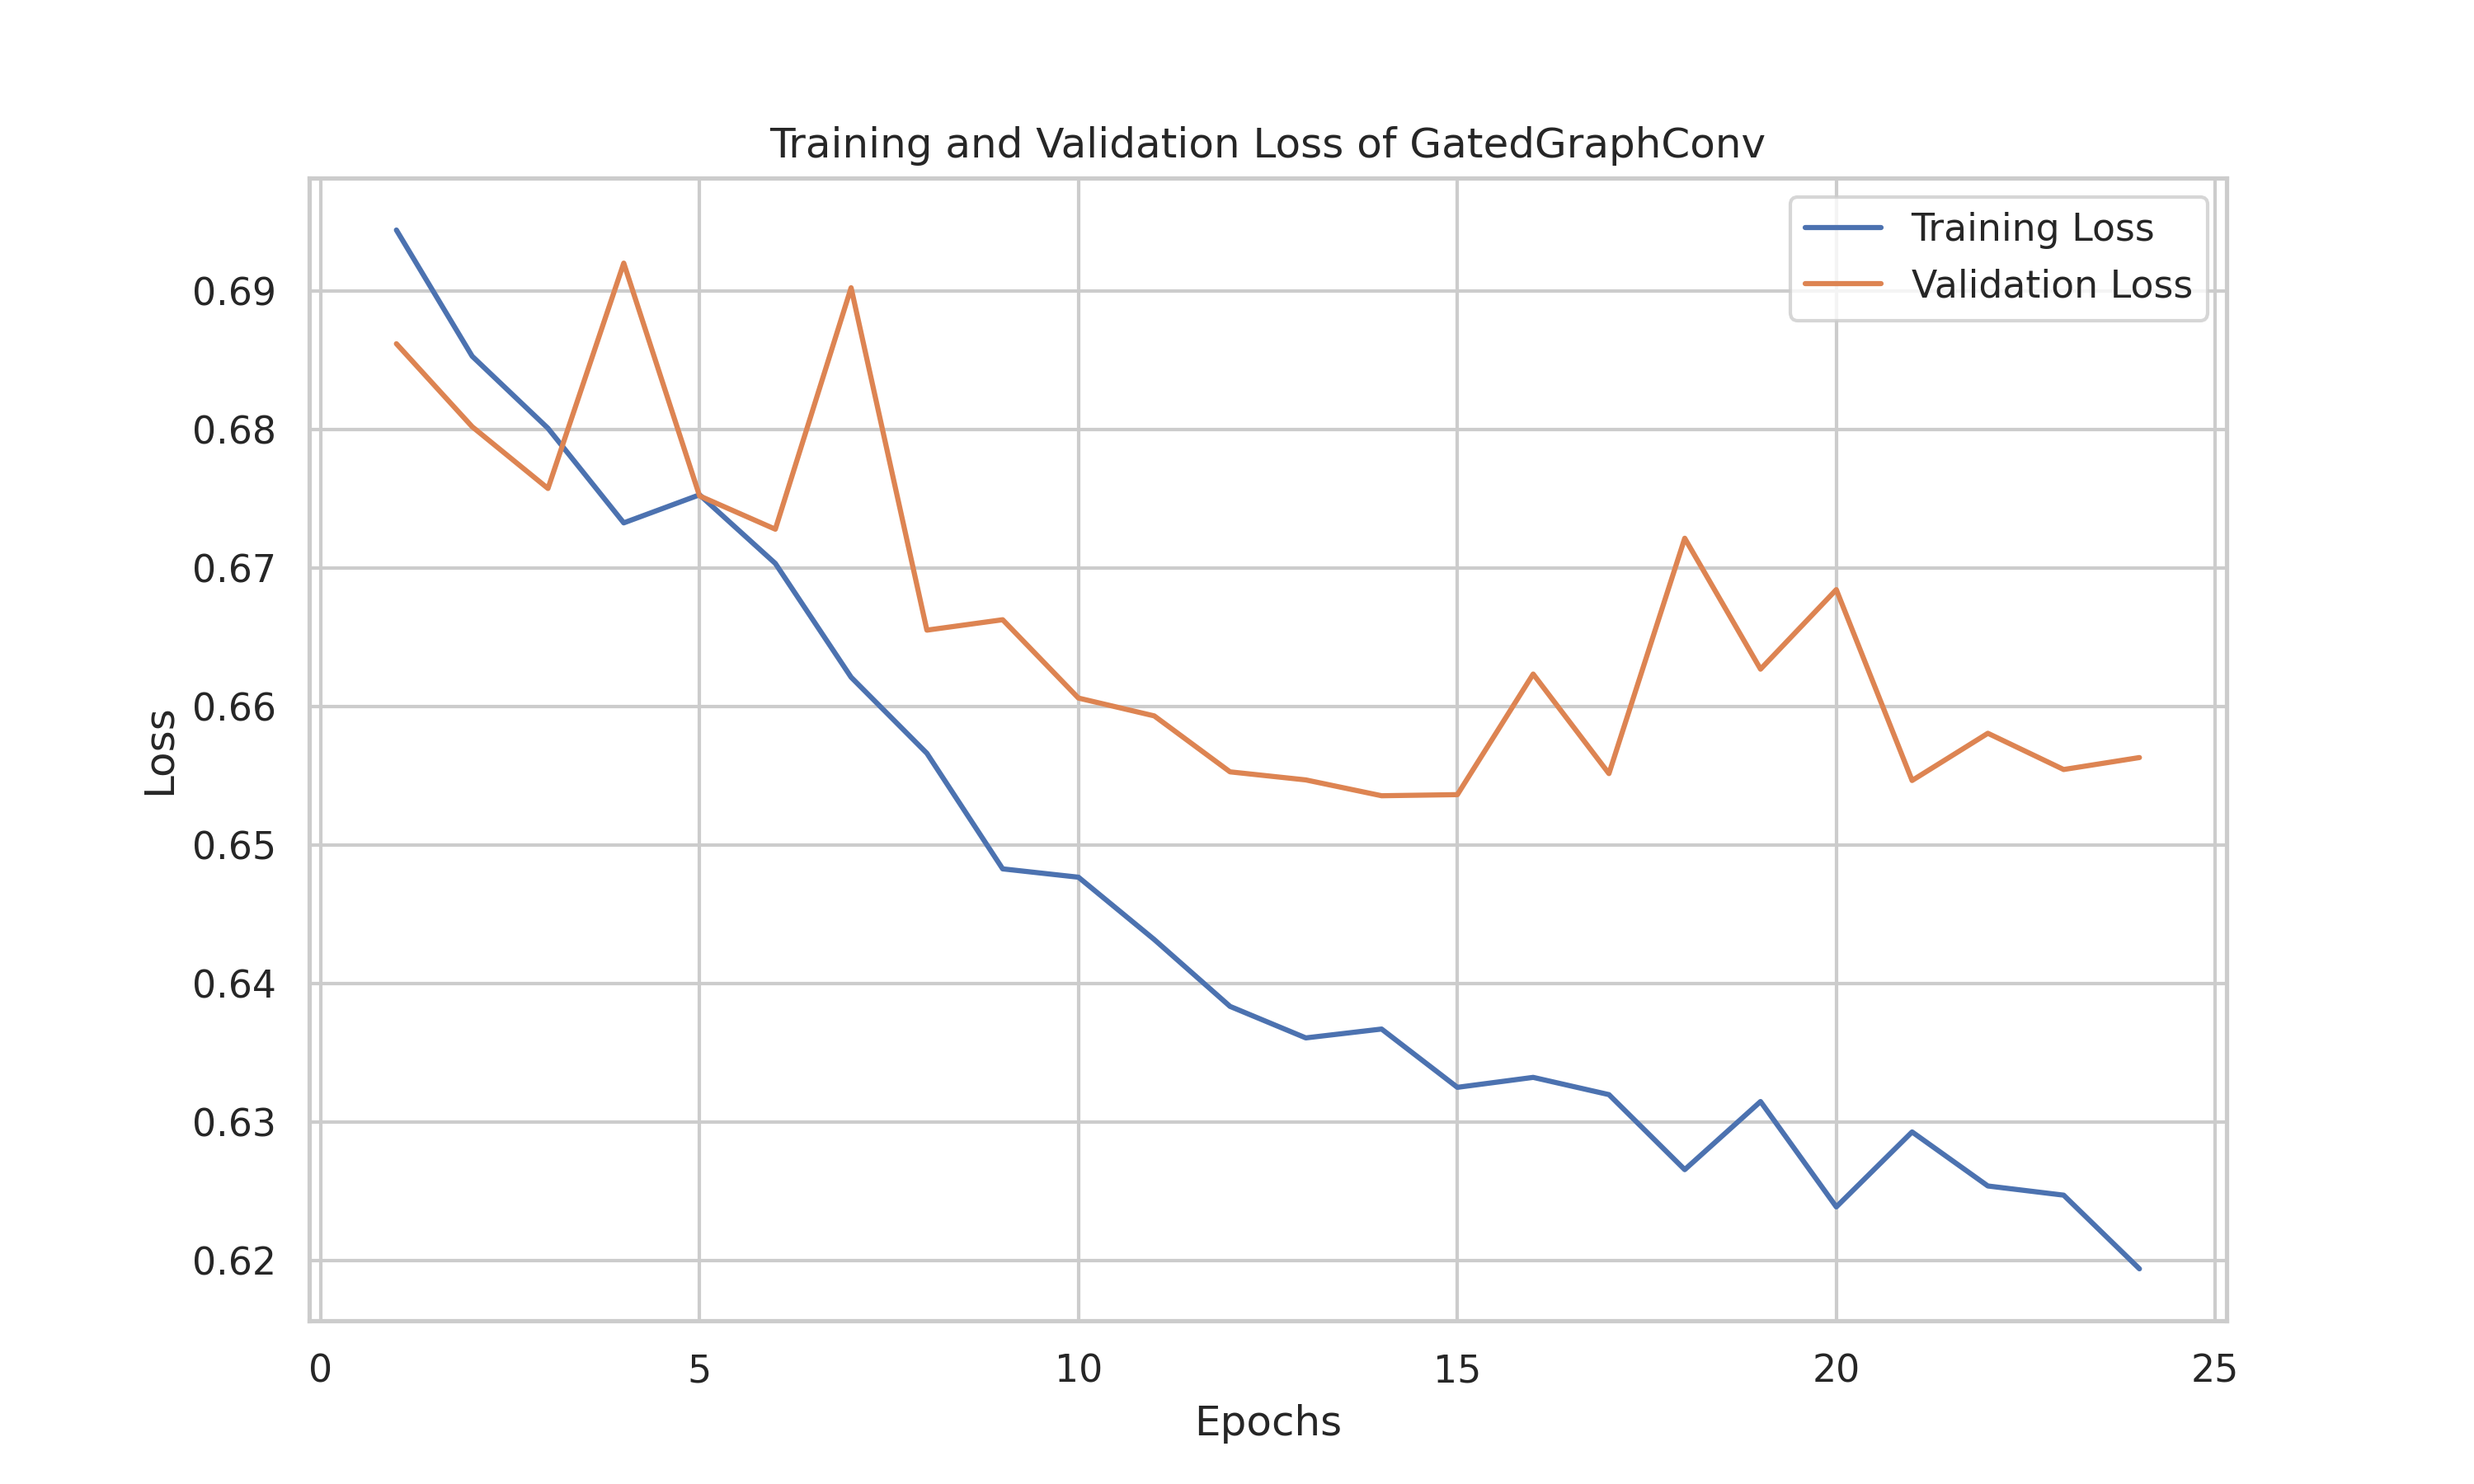 Training and Validation Loss of GatedGraphConv
Training Loss
Validation Loss
0.69
0.68
0.67
0.66
0.65
0.64
0.63
0.62
Loss
0 5 10 15 20 25
Epochs